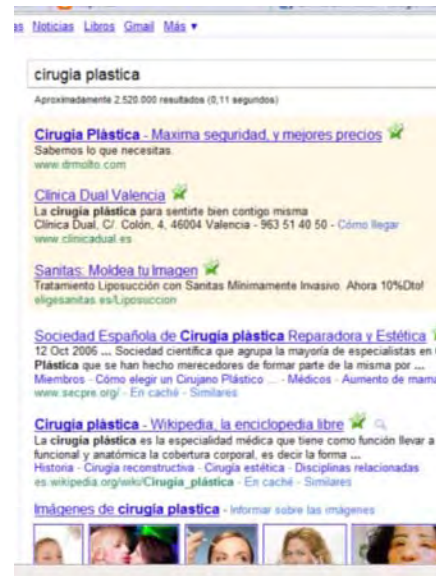 Noticias Libros Gmail Más ▼
cirugia plastica
Aproximadamente 2.520.000 resultados (0,11 segundos)
Cirugia Plástica - Maxima seguridad, y mejores precios
Sabemos lo que necesitas.
www.drmolto.com
Clinica Dual Valencia
La cirugia plástica para sentirte bien contigo misma
Clinica Dual, C/. Colón, 4, 46004 Valencia - 963 51 40 50 - Cómo llegar
www.clinicadual.es
Sanitas: Moldea tu Imagen
Tratamiento Liposucción con Sanitas Mínimamente Invasivo. Ahora 10%Dto!
eligesanitas.es/Liposuccion
Sociedad Española de Cirugía plástica Reparadora y Estética
12 Oct 2006 ... Sociedad científica que agrupa la mayoría de especialistas en
Plástica que se han hecho merecedores de formar parte de la misma por ...
Miembros - Cómo elegir un Cirujano Plástico ... - Médicos - Aumento de mama
www.secpre.org/ - En caché - Similares
Cirugía plástica - Wikipedia, la enciclopedia libre
La cirugía plástica es la especialidad médica que tiene como función llevar a
funcional y anatómica la cobertura corporal, es decir la forma ...
Historia - Cirugía reconstructiva - Cirugía estética - Disciplinas relacionadas
es.wikipedia.org/wiki/Cirugía_plástica - En caché - Similares
Imágenes de cirugia plastica - Informar sobre las imágenes